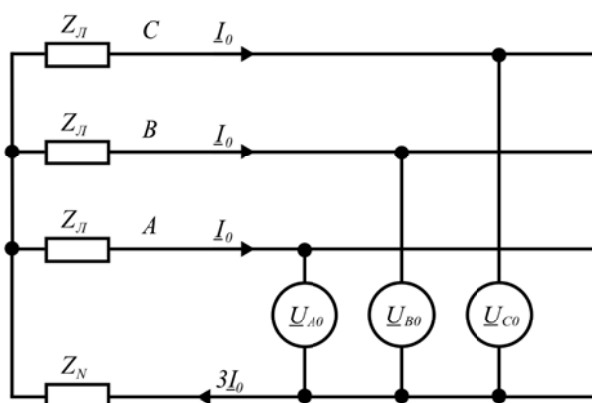 Z_Л C I_0
Z_Л B I_0
Z_Л A I_0
U_A0 U_B0 U_C0
Z_N 3I_0